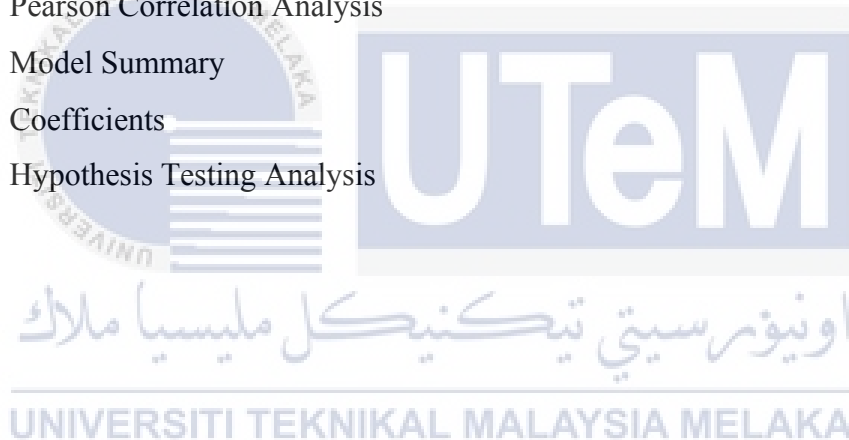 Pearson Correlation Analysis
Model Summary
Coefficients
Hypothesis Testing Analysis
UTeM
اونيۏرسيتي تيكنيكل مليسيا ملاك
UNIVERSITI TEKNIKAL MALAYSIA MELAKA